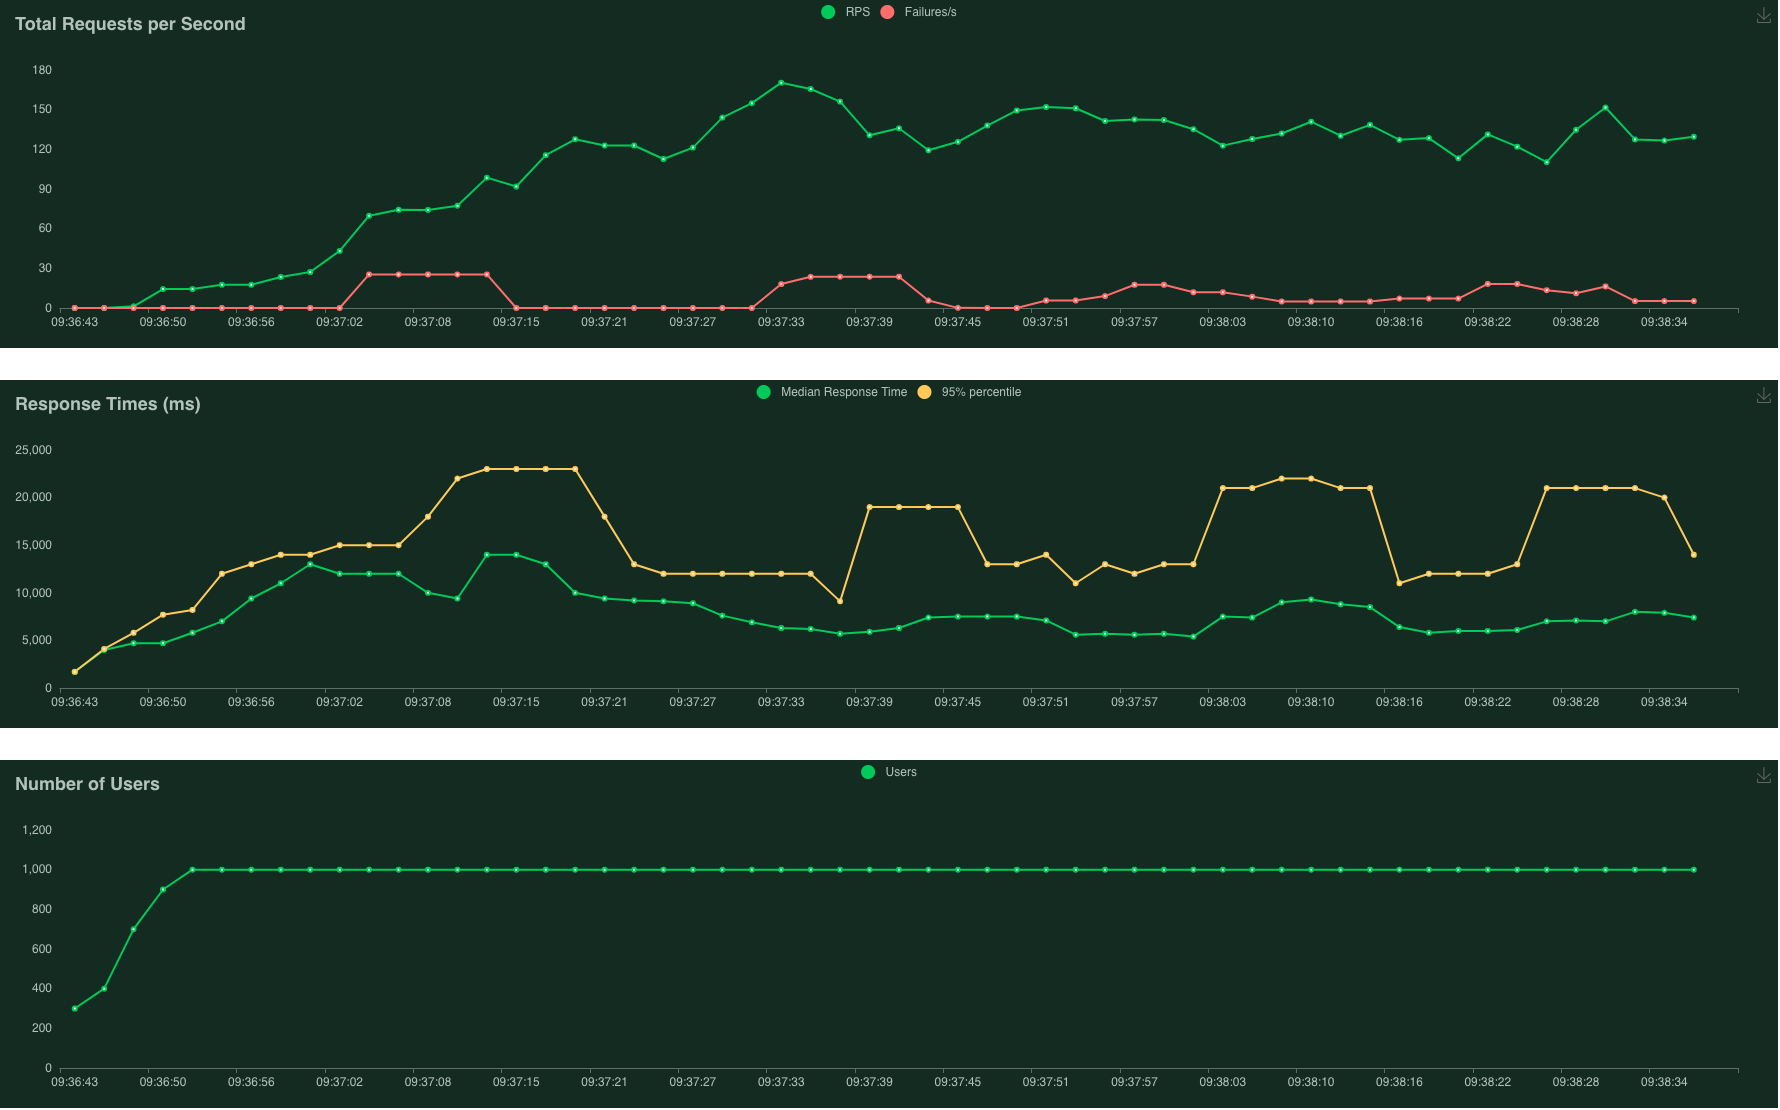 RPS Failures/s
Total Requests per Second
180
150
120
90
60
30
0
09:36:43 09:36:50 09:36:56 09:37:02 09:37:08 09:37:15 09:37:21 09:37:27 09:37:33 09:37:39 09:37:45 09:37:51 09:37:57 09:38:03 09:38:10 09:38:16 09:38:22 09:38:28 09:38:34
Median Response Time 95% percentile
Response Times (ms)
25,000
20,000
15,000
10,000
5,000
0
09:36:43 09:36:50 09:36:56 09:37:02 09:37:08 09:37:15 09:37:21 09:37:27 09:37:33 09:37:39 09:37:45 09:37:51 09:37:57 09:38:03 09:38:10 09:38:16 09:38:22 09:38:28 09:38:34
Users
Number of Users
1,200
1,000
800
600
400
200
0
09:36:43 09:36:50 09:36:56 09:37:02 09:37:08 09:37:15 09:37:21 09:37:27 09:37:33 09:37:39 09:37:45 09:37:51 09:37:57 09:38:03 09:38:10 09:38:16 09:38:22 09:38:28 09:38:34